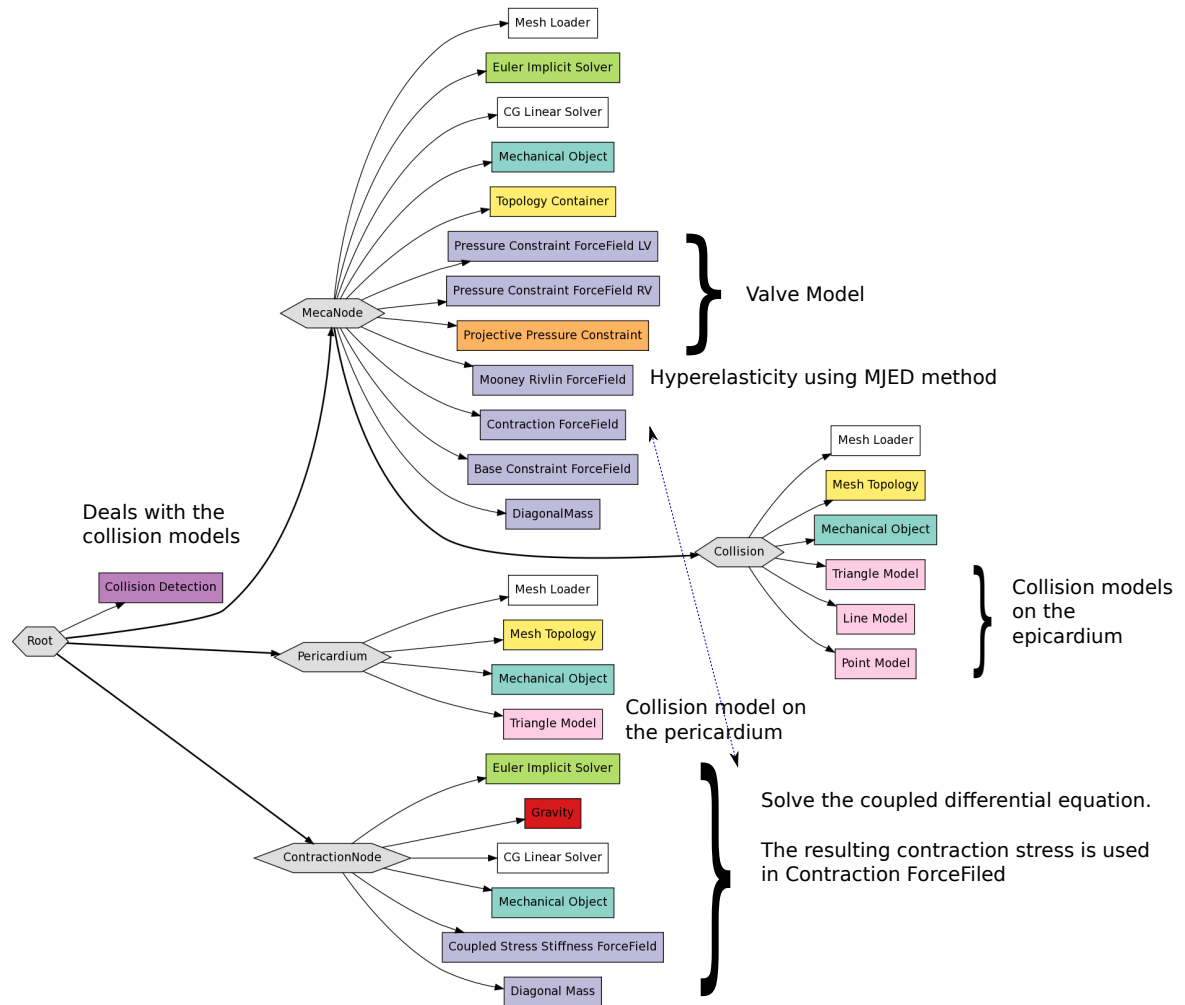 Mesh Loader
Euler Implicit Solver
CG Linear Solver
Mechanical Object
Topology Container
Pressure Constraint ForceField LV
Pressure Constraint ForceField RV
Valve Model
MecaNode
Projective Pressure Constraint
Mooney Rivlin ForceField
Hyperelasticity using MJED method
Contraction ForceField
Base Constraint ForceField
DiagonalMass
Mesh Loader
Mesh Topology
Mechanical Object
Collision
Triangle Model
Line Model
Point Model
Collision models
on the
epicardium
Deals with the
collision models
Collision Detection
Root
Pericardium
Mesh Loader
Mesh Topology
Mechanical Object
Triangle Model
Collision model on
the pericardium
Euler Implicit Solver
Gravity
ContractionNode
CG Linear Solver
Mechanical Object
Coupled Stress Stiffness ForceField
Diagonal Mass
Solve the coupled differential equation.
The resulting contraction stress is used
in Contraction ForceFiled